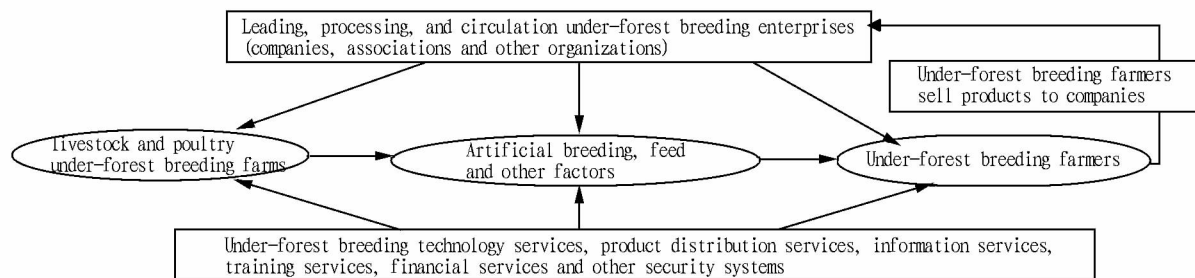 Leading, processing, and circulation under-forest breeding enterprises
(companies, associations and other organizations)
Under-forest breeding farmers
sell products to companies
livestock and poultry
under-forest breeding farms
Artificial breeding, feed
and other factors
Under-forest breeding farmers
Under-forest breeding technology services, product distribution services, information services,
training services, financial services and other security systems